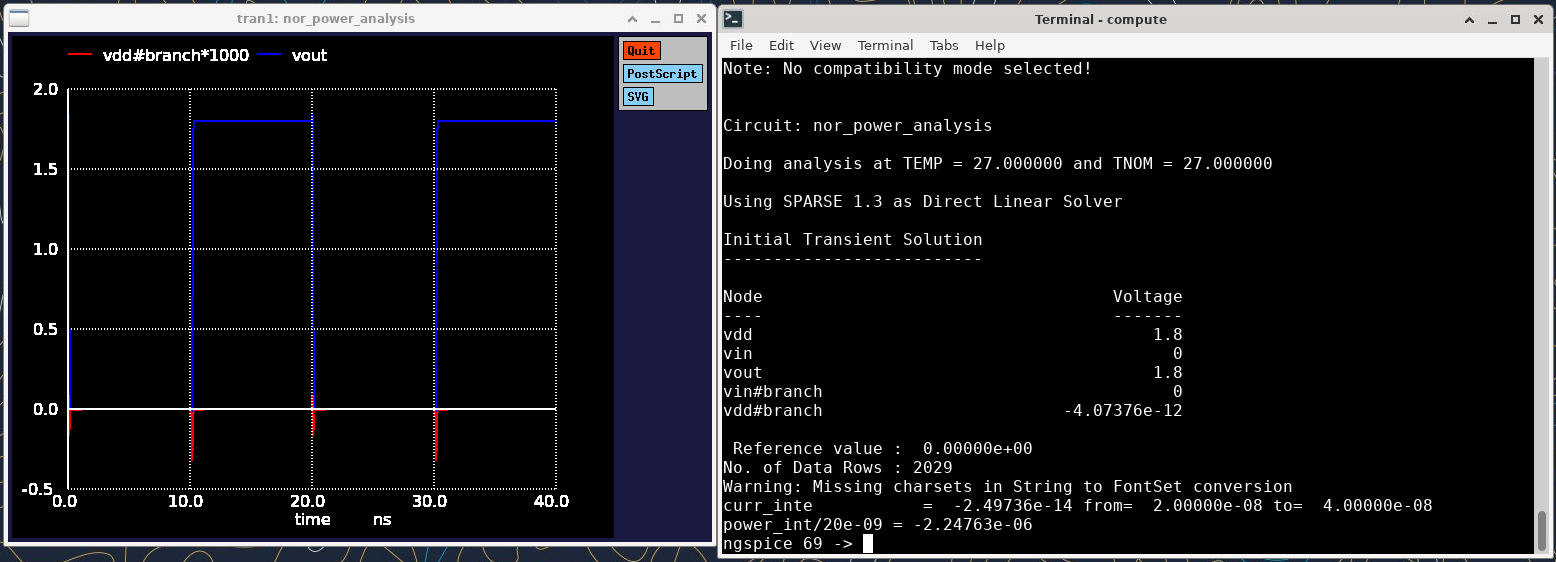 tran1: nor_power_analysis
vdd#branch*1000 vout
Quit
PostScript
SVG
2.0
1.5
1.0
0.5
0.0
-0.5
0.0 10.0 20.0 30.0 40.0
time ns
Terminal - compute
File Edit View Terminal Tabs Help
Note: No compatibility mode selected!
Circuit: nor_power_analysis
Doing analysis at TEMP = 27.000000 and TNOM = 27.000000
Using SPARSE 1.3 as Direct Linear Solver
Initial Transient Solution
--------------------------
Node Voltage
---- -------
vdd 1.8
vin 0
vout 1.8
vin#branch 0
vdd#branch -4.07376e-12
Reference value : 0.00000e+00
No. of Data Rows : 2029
Warning: Missing charsets in String to FontSet conversion
curr_inte = -2.49736e-14 from= 2.00000e-08 to= 4.00000e-08
power_int/20e-09 = -2.24763e-06
ngspice 69 ->